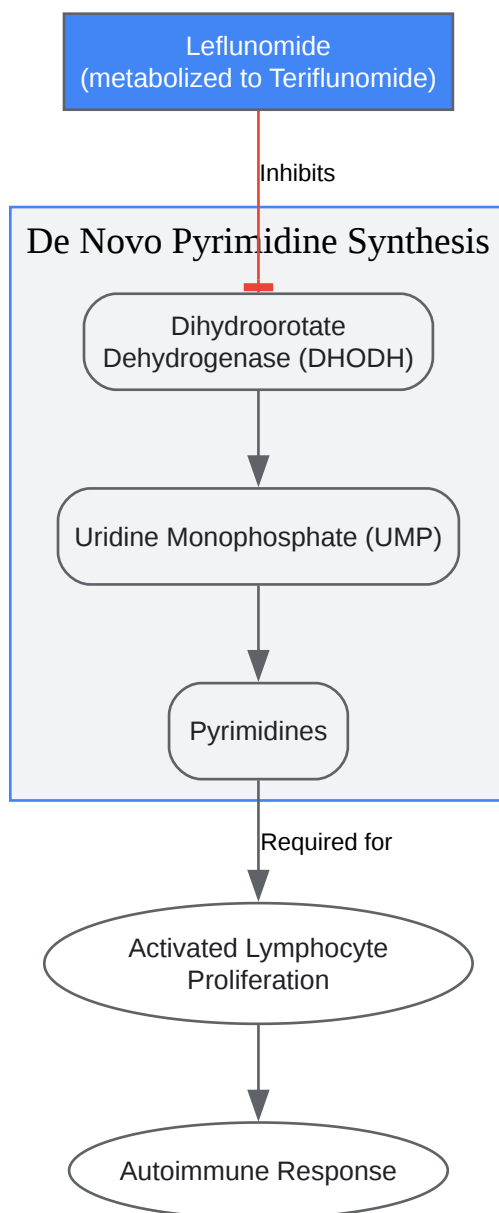 Leflunomide
(metabolized to Teriflunomide)
Inhibits
De Novo Pyrimidine Synthesis
Dihydroorotate
Dehydrogenase (DHODH)
Uridine Monophosphate (UMP)
Pyrimidines
Required for
Activated Lymphocyte
Proliferation
Autoimmune Response